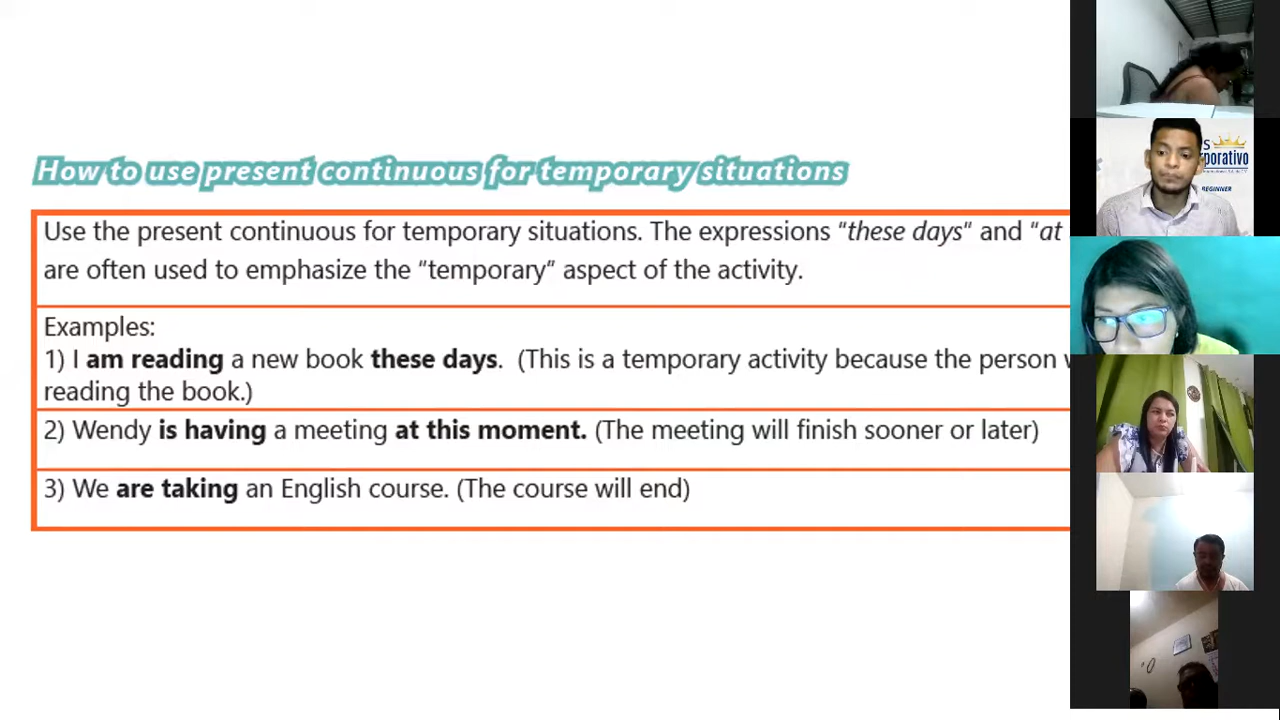 How to use present continuous for temporary situations
Use the present continuous for temporary situations. The expressions "these days" and "at
are often used to emphasize the "temporary" aspect of the activity.
Examples:
1) I am reading a new book these days. (This is a temporary activity because the person
reading the book.)
2) Wendy is having a meeting at this moment. (The meeting will finish sooner or later)
3) We are taking an English course. (The course will end)
BEGINNER